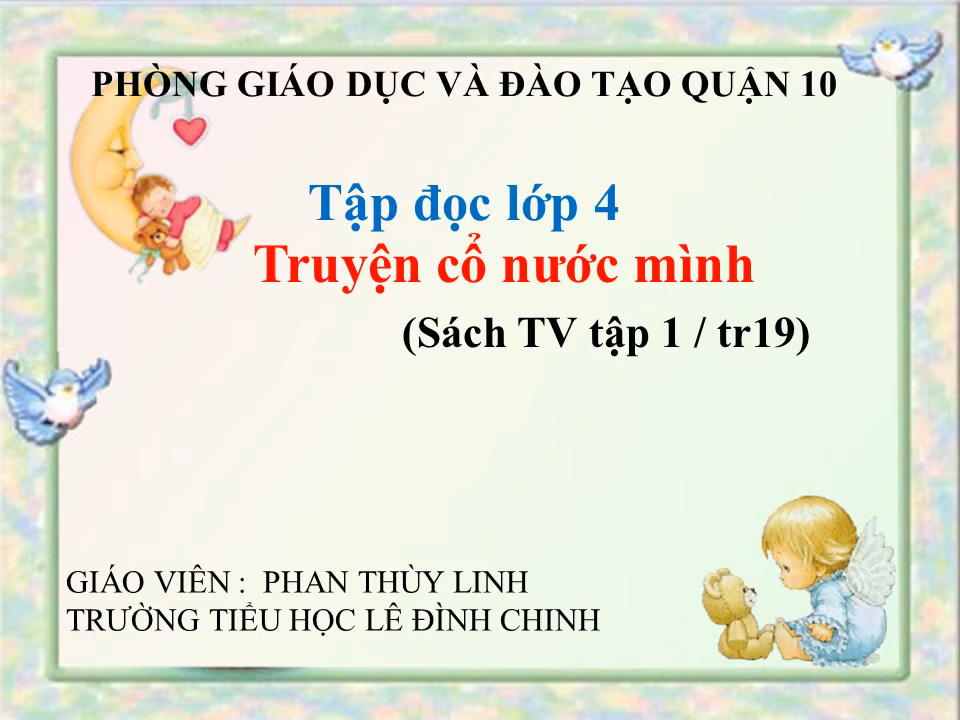 PHÒNG GIÁO DỤC VÀ ĐÀO TẠO QUẬN 10
Tập đọc lớp 4
Truyện cổ nước mình
(Sách TV tập 1 / tr19)
GIÁO VIÊN : PHAN THÙY LINH
TRƯỜNG TIỂU HỌC LÊ ĐÌNH CHINH